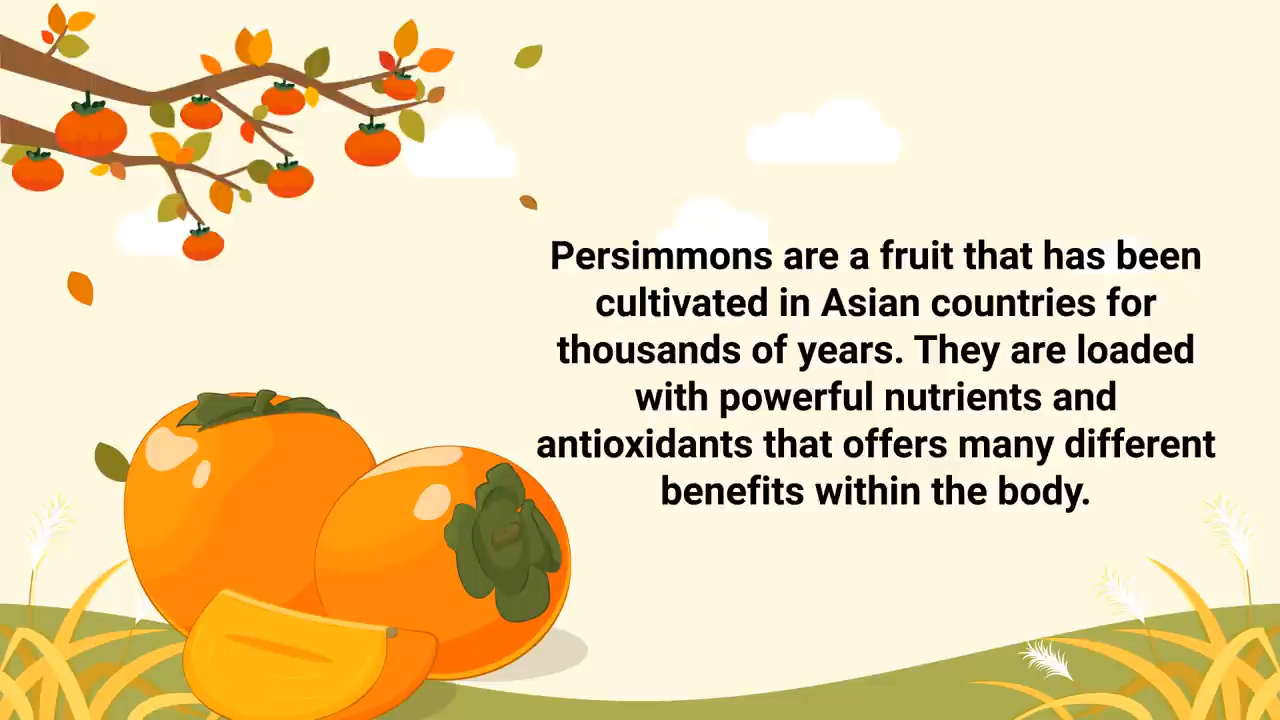 Persimmons are a fruit that has been
cultivated in Asian countries for
thousands of years. They are loaded
with powerful nutrients and
antioxidants that offers many different
benefits within the body.